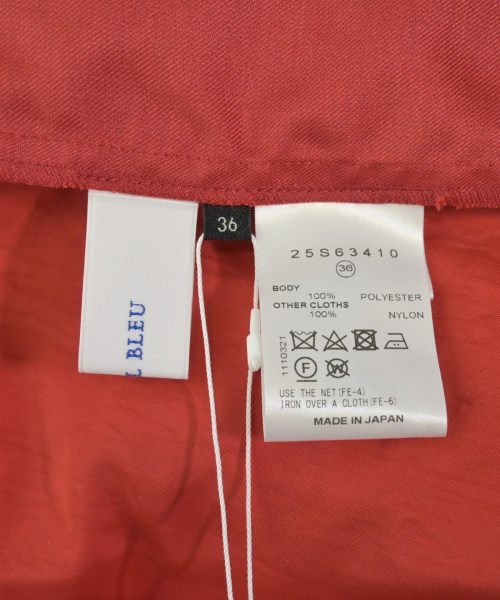 L BLEU
36
25S63410
36
BODY
100% POLYESTER
OTHER CLOTHS
100% NYLON
1110321
F W
USE THE NET(FE-4)
IRON OVER A CLOTH(FE-6)
MADE IN JAPAN